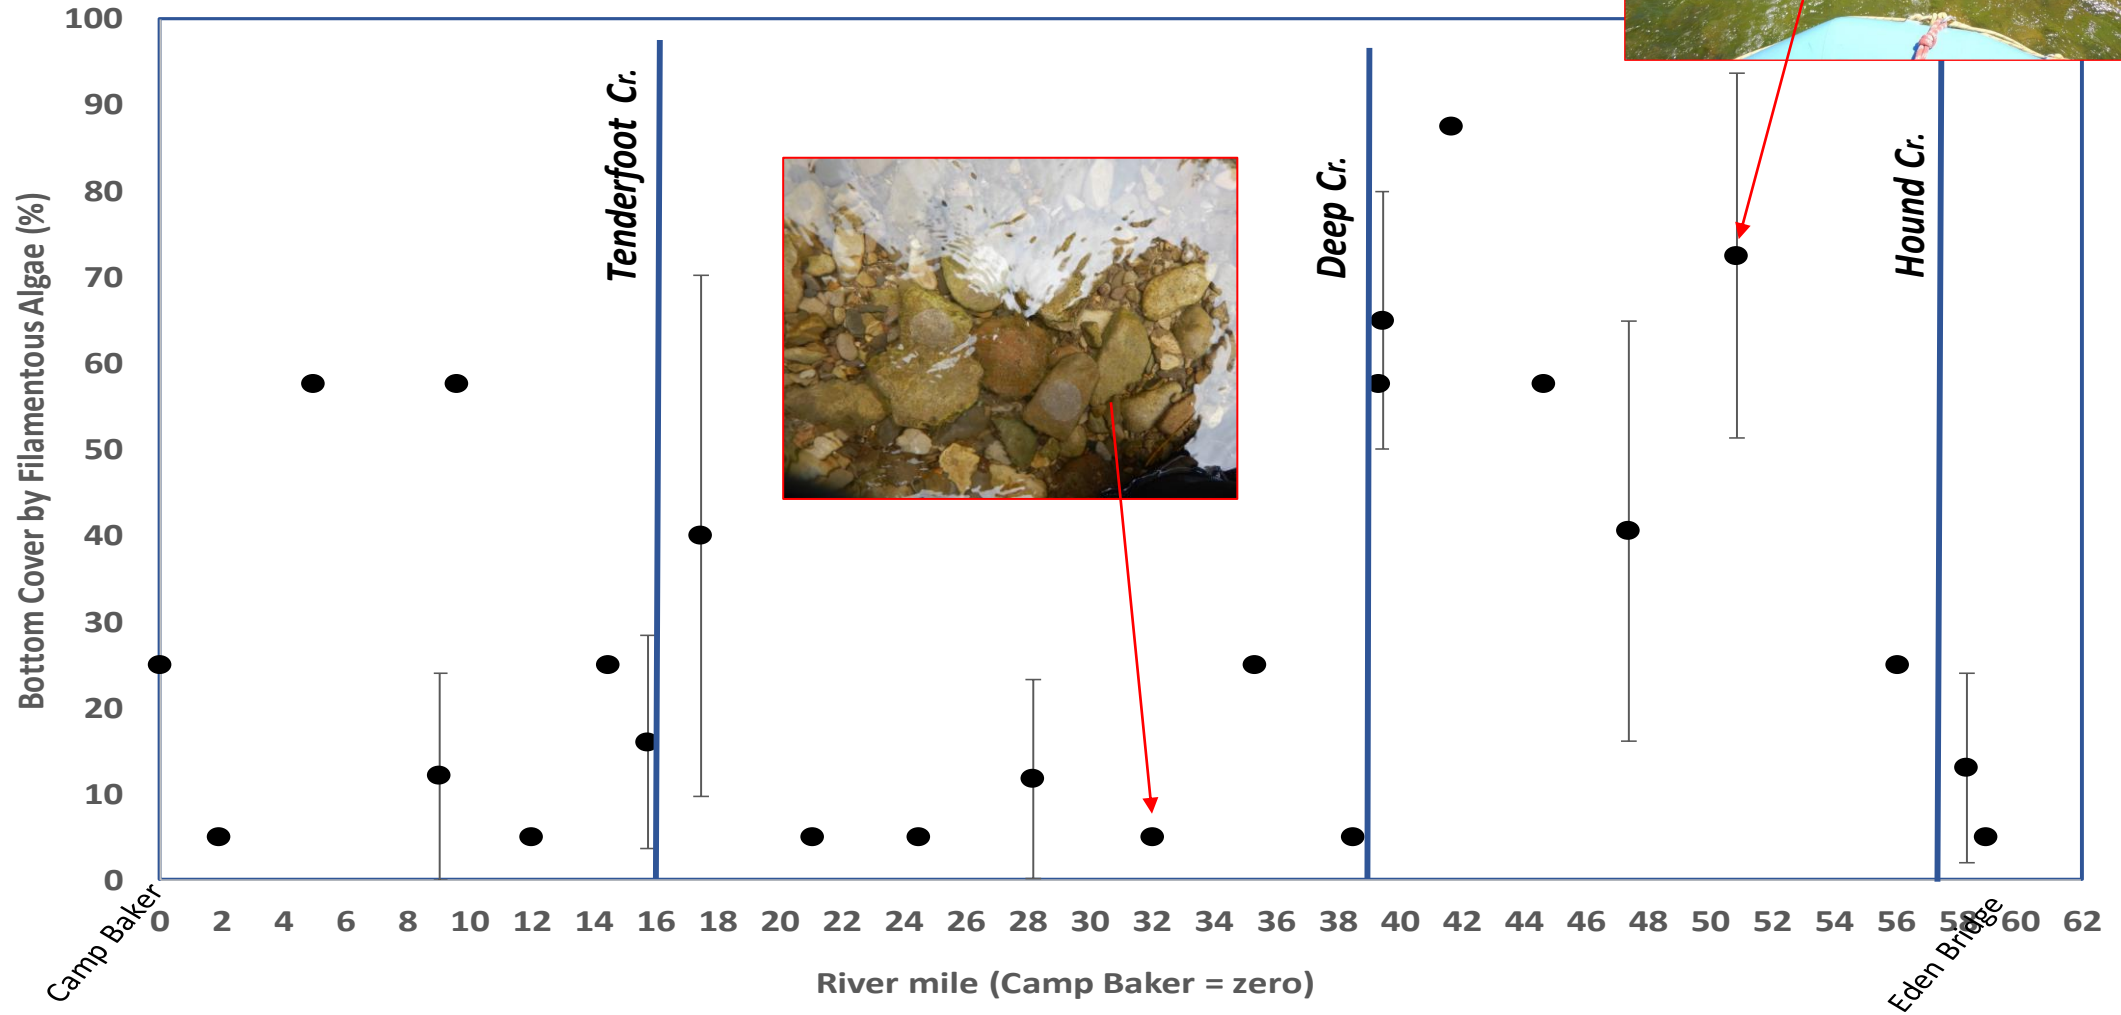 100
90
80
70
60
50
40
30
20
10
0
Bottom Cover by Filamentous Algae (%)
Tenderfoot Cr.
Deep Cr.
Hound Cr.
0 2 4 6 8 10 12 14 16 18 20 22 24 26 28 30 32 34 36 38 40 42 44 46 48 50 52 54 56 58 60 62
Camp Baker
Eden Bridge
River mile (Camp Baker = zero)